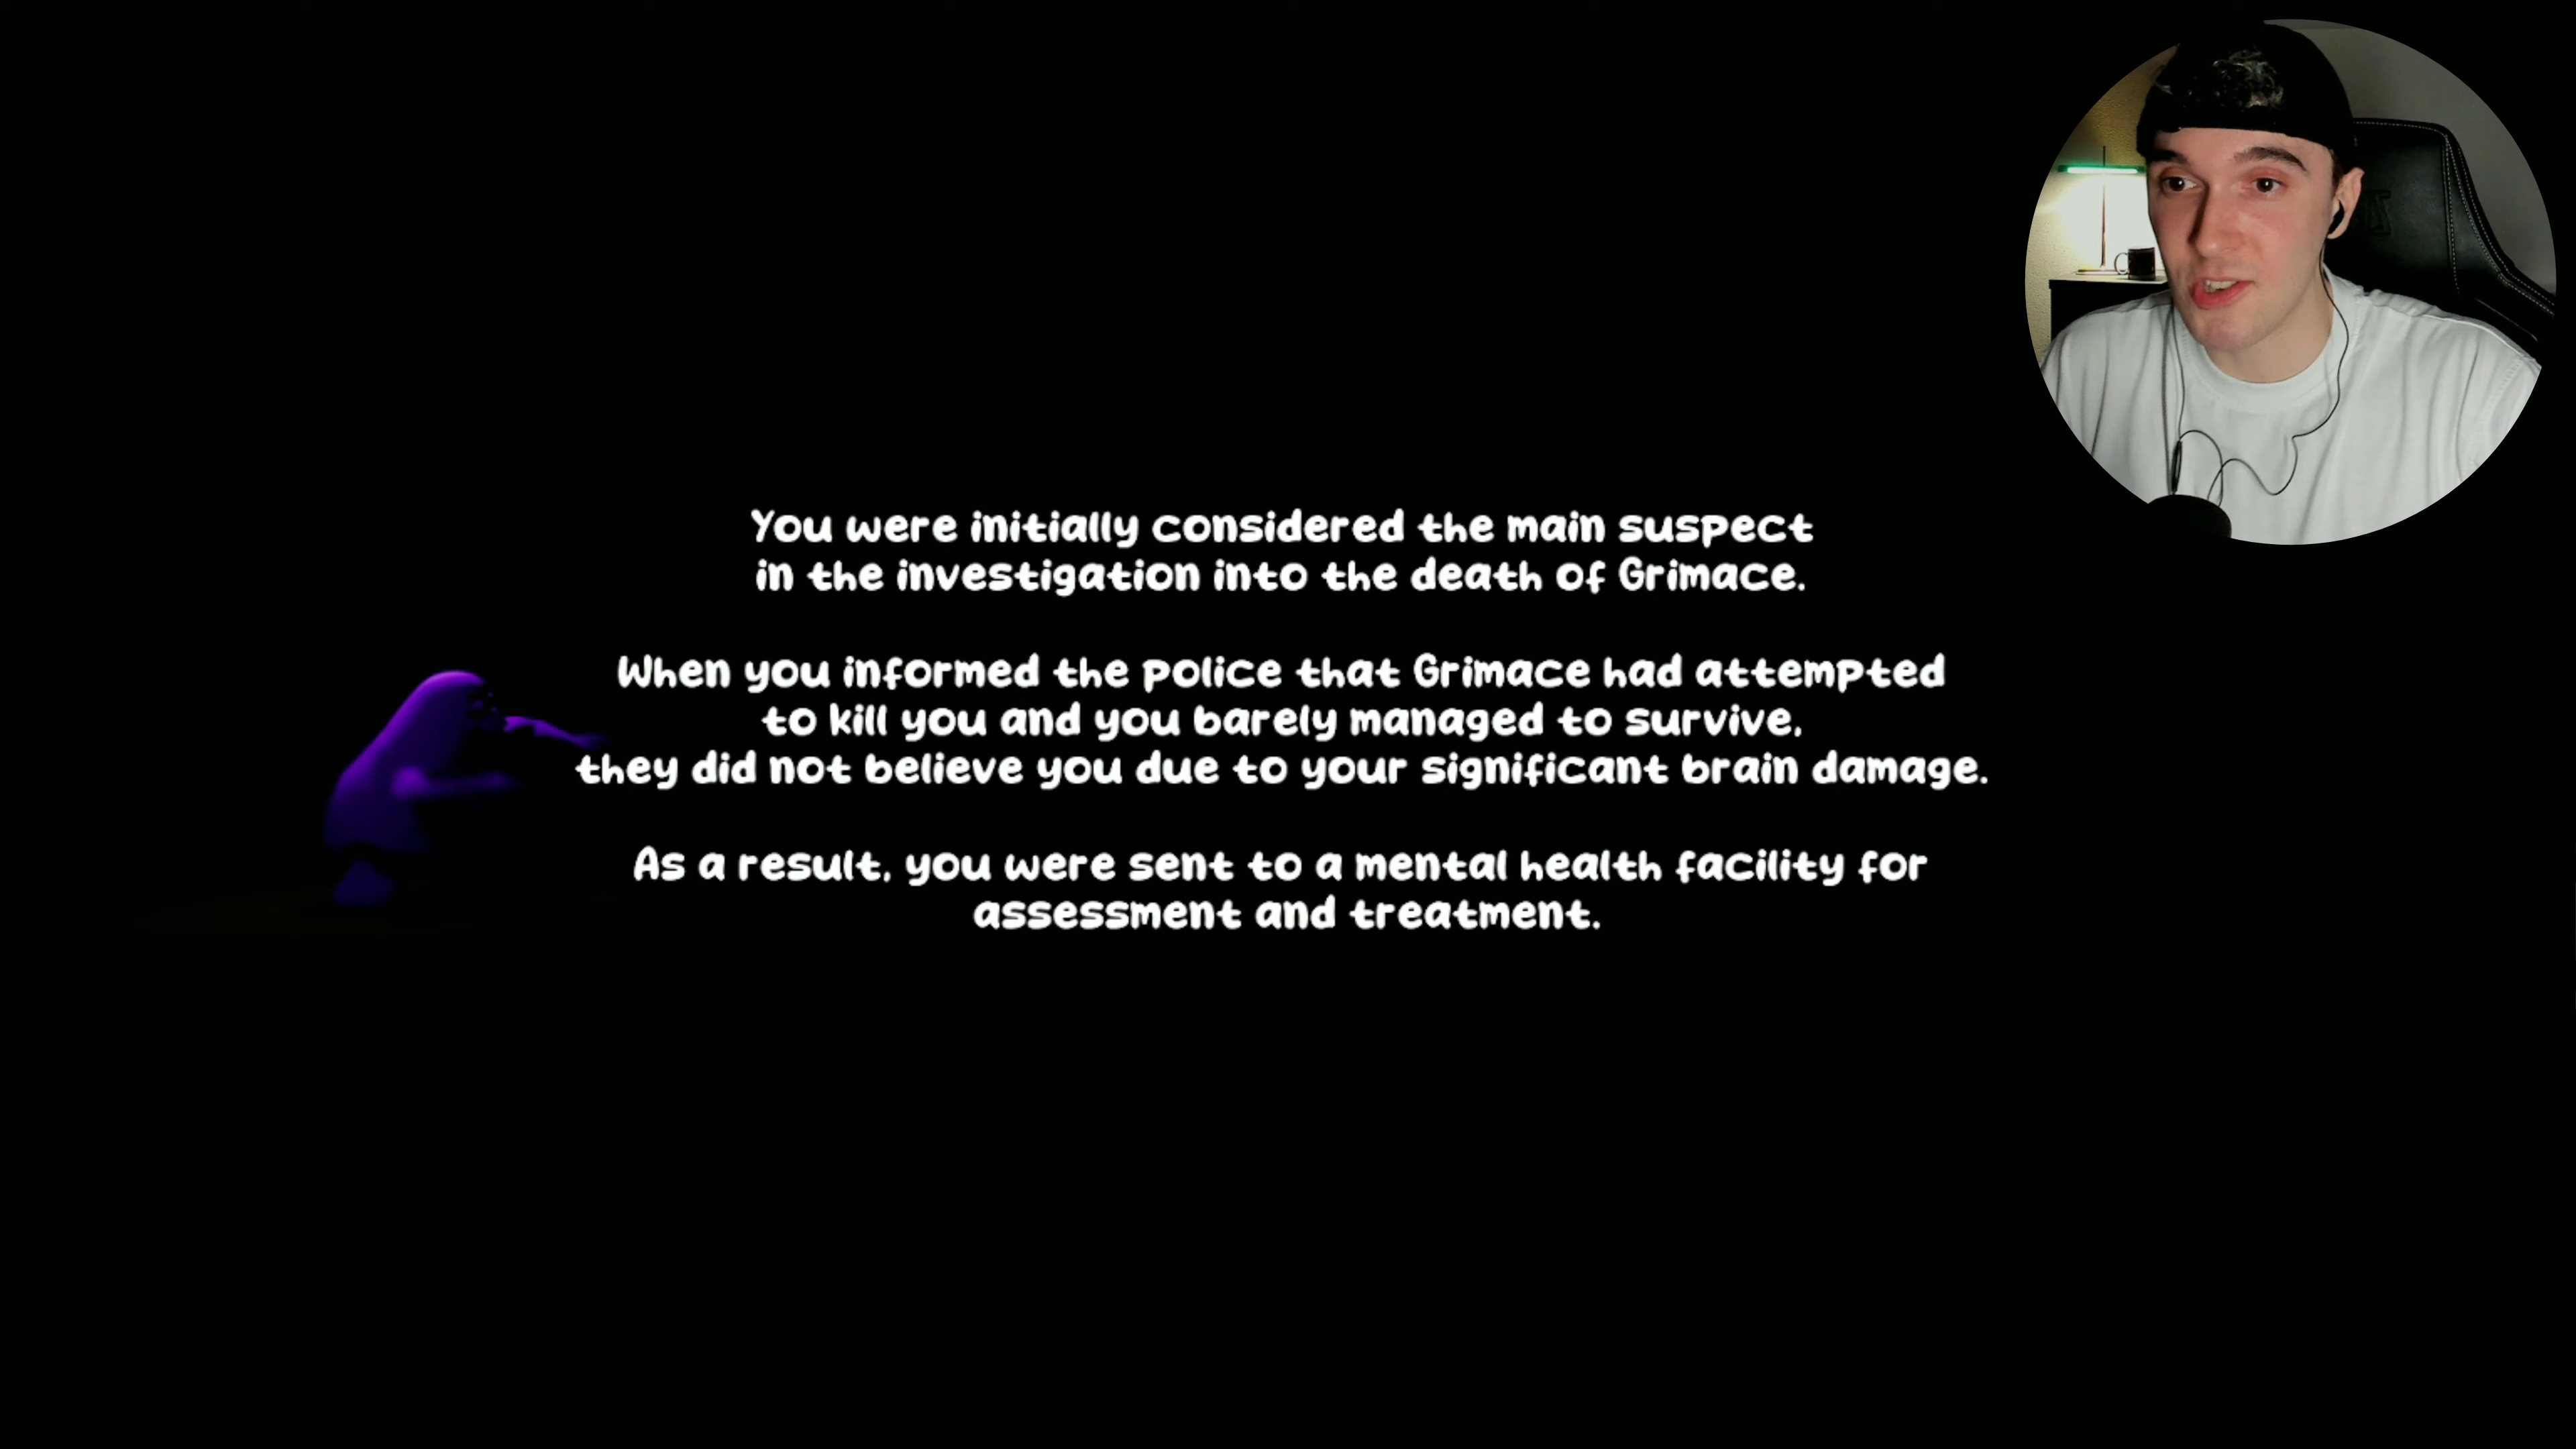 You were initially considered the main suspect
in the investigation into the death of Grimace.
When you informed the police that Grimace had attempted
to kill you and you barely managed to survive,
they did not believe you due to your significant brain damage.
As a result, you were sent to a mental health facility for
assessment and treatment.